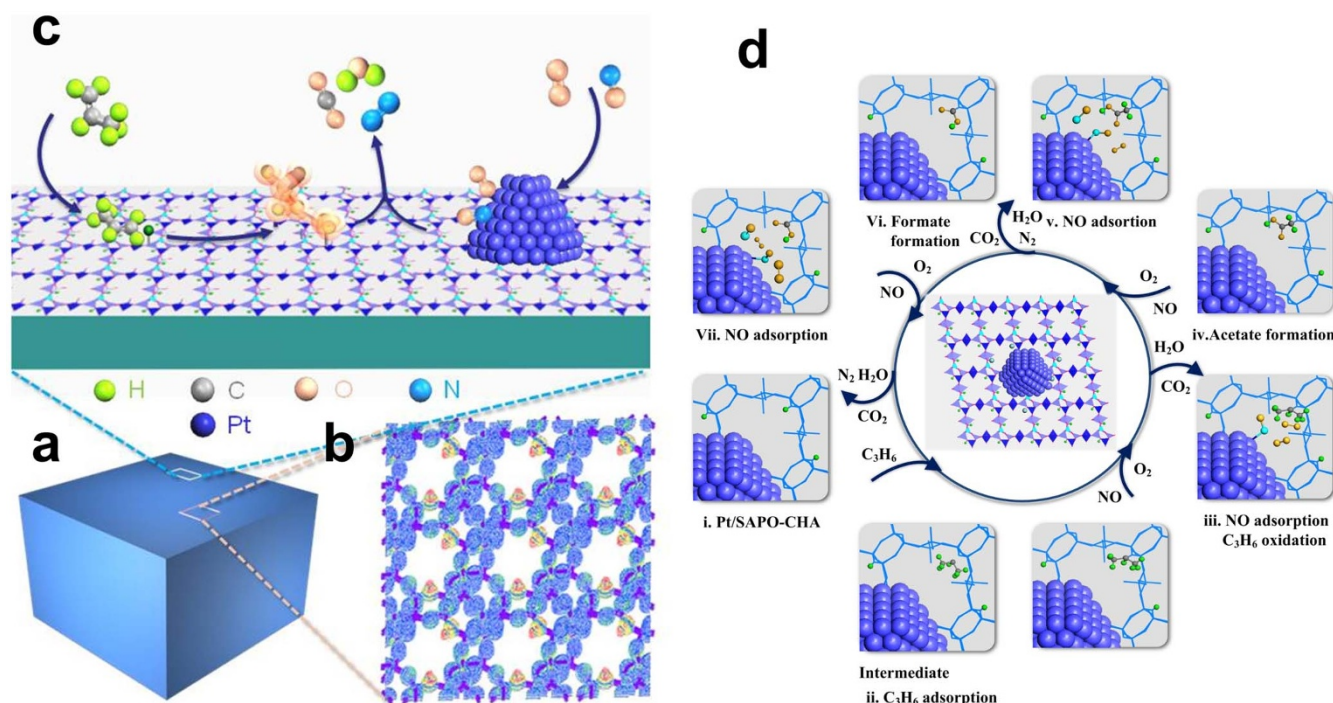 c
H
C
O
N
Pt
a
b
d
Vi. Formate
formation
H₂O
CO₂
N₂
v. NO adsortion
O₂
NO
Vii. NO adsorption
O₂
NO
iv.Acetate formation
N₂ H₂O
CO₂
H₂O
CO₂
C₃H₆
O₂
NO
i. Pt/SAPO-CHA
iii. NO adsorption
C₃H₆ oxidation
Intermediate
ii. C₃H₆ adsorption